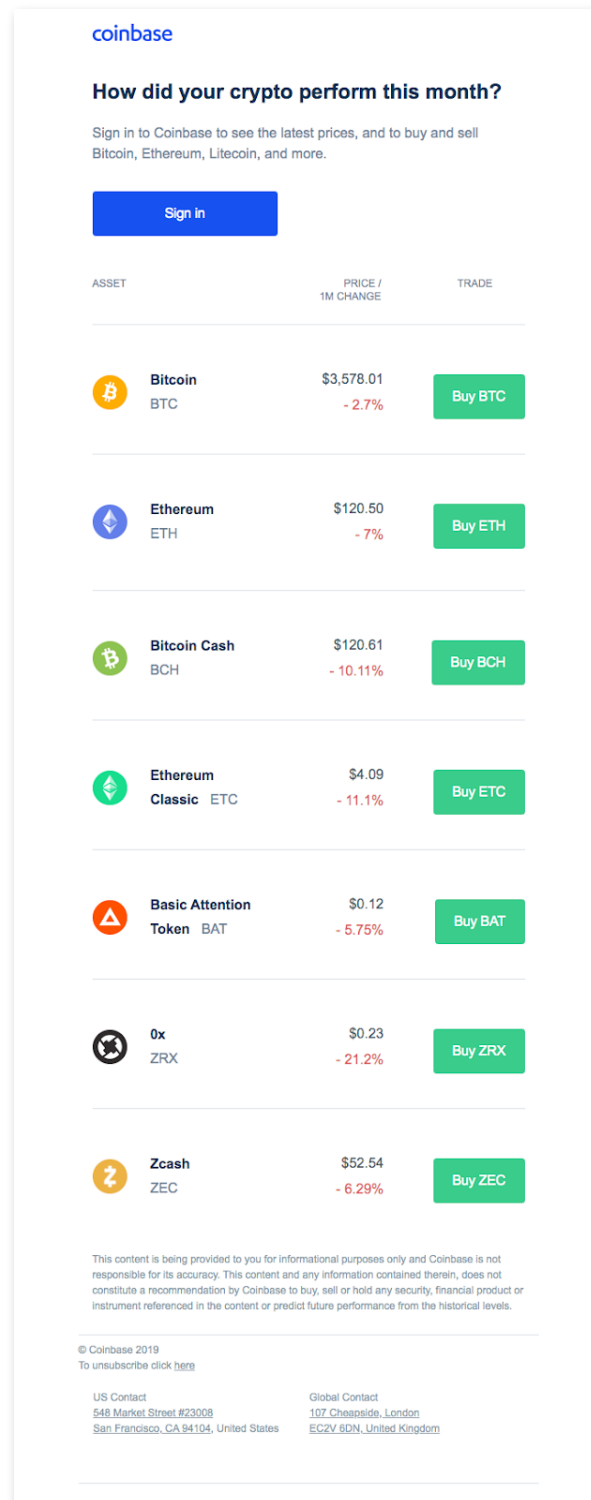 coinbase
How did your crypto perform this month?
Sign in to Coinbase to see the latest prices, and to buy and sell
Bitcoin, Ethereum, Litecoin, and more.
Sign in
ASSET PRICE / TRADE
1M CHANGE
Bitcoin $3,578.01
BTC - 2.7%
Buy BTC
Ethereum $120.50
ETH - 7%
Buy ETH
Bitcoin Cash $120.61
BCH - 10.11%
Buy BCH
Ethereum $4.09
Classic ETC - 11.1%
Buy ETC
Basic Attention $0.12
Token BAT - 5.75%
Buy BAT
0x $0.23
ZRX - 21.2%
Buy ZRX
Zcash $52.54
ZEC - 6.29%
Buy ZEC
This content is being provided to you for informational purposes only and Coinbase is not
responsible for its accuracy. This content and any information contained therein, does not
constitute a recommendation by Coinbase to buy, sell or hold any security, financial product or
instrument referenced in the content or predict future performance from the historical levels.
© Coinbase 2019
To unsubscribe click here
US Contact
548 Market Street #23008
San Francisco, CA 94104, United States
Global Contact
107 Cheapside, London
EC2V 6DN, United Kingdom